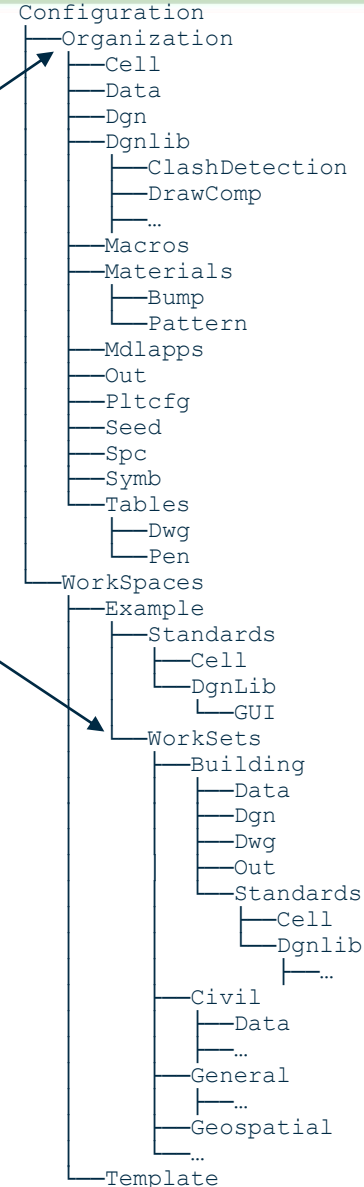 Configuration
Organization
Cell
Data
Dgn
Dgnlib
ClashDetection
DrawComp
…
Macros
Materials
Bump
Pattern
Mdlapps
Out
Pltcfg
Seed
Spc
Symb
Tables
Dwg
Pen
WorkSpaces
Example
Standards
Cell
DgnLib
GUI
WorkSets
Building
Data
Dgn
Dwg
Out
Standards
Cell
Dgnlib
…
Civil
Data
…
General
…
Geospatial
…
Template